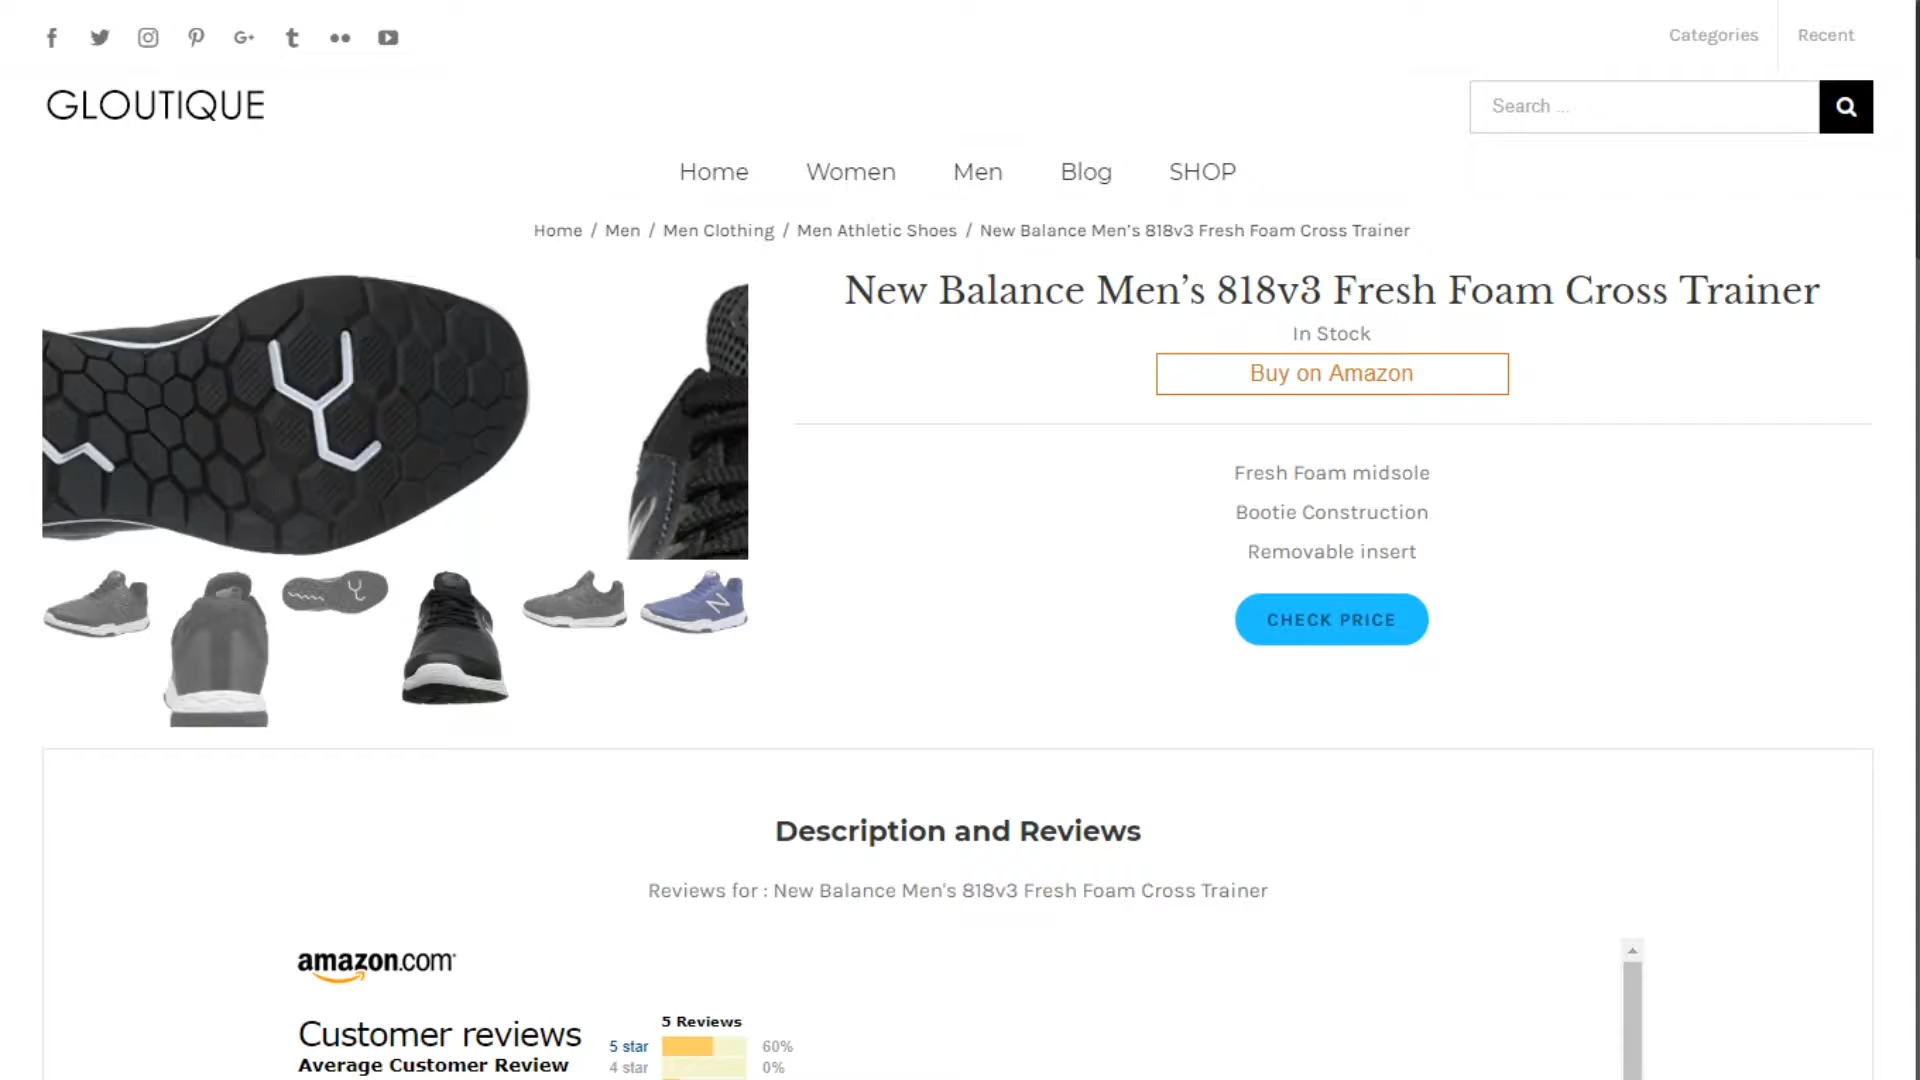 Categories
Recent
GLOUTIQUE
Search ...
Home
Women
Men
Blog
SHOP
Home / Men / Men Clothing / Men Athletic Shoes / New Balance Men’s 818v3 Fresh Foam Cross Trainer
New Balance Men’s 818v3 Fresh Foam Cross Trainer
In Stock
Buy on Amazon
Fresh Foam midsole
Bootie Construction
Removable insert
CHECK PRICE
Description and Reviews
Reviews for : New Balance Men's 818v3 Fresh Foam Cross Trainer
amazon.com
Customer reviews
Average Customer Review
5 Reviews
5 star 60%
4 star 0%